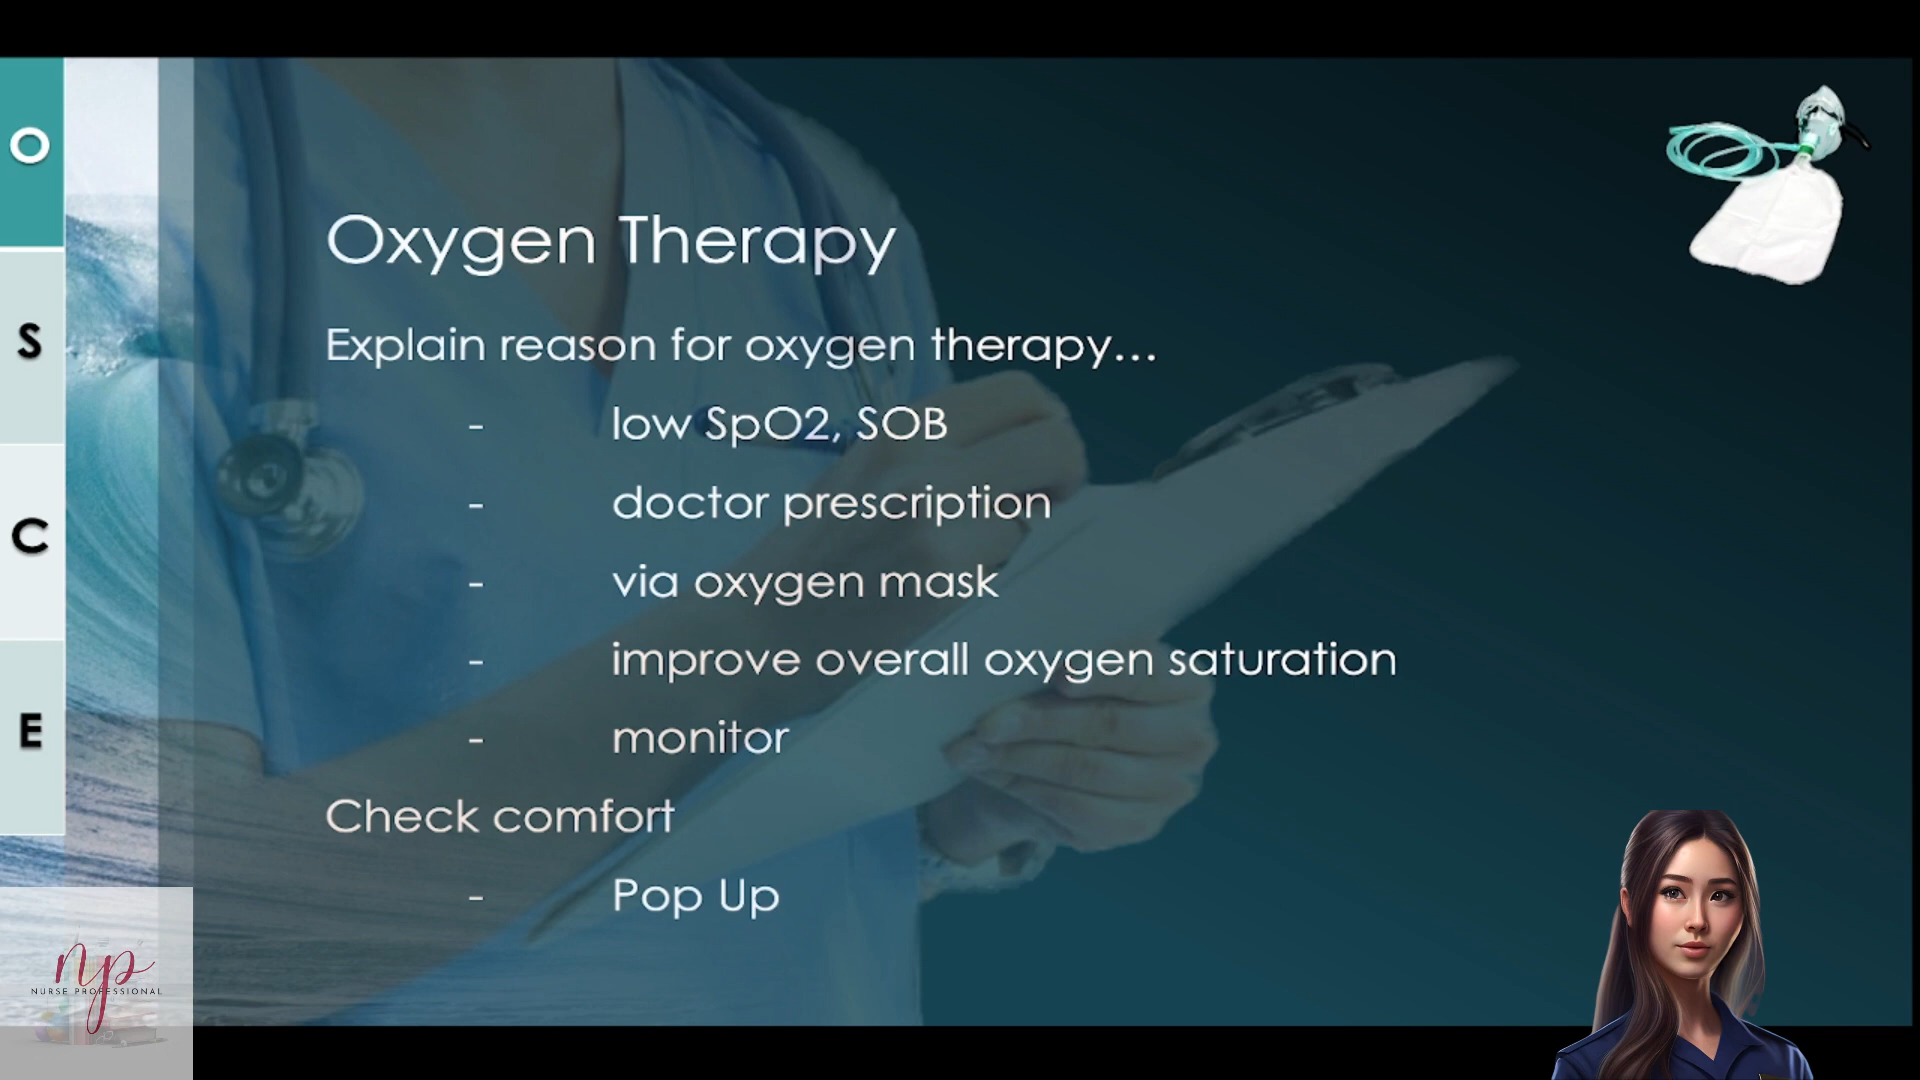 O
S
C
E
Oxygen Therapy
Explain reason for oxygen therapy...
- low SpO2, SOB
- doctor prescription
- via oxygen mask
- improve overall oxygen saturation
- monitor
Check comfort
- Pop Up
np
NURSE PROFESSIONAL